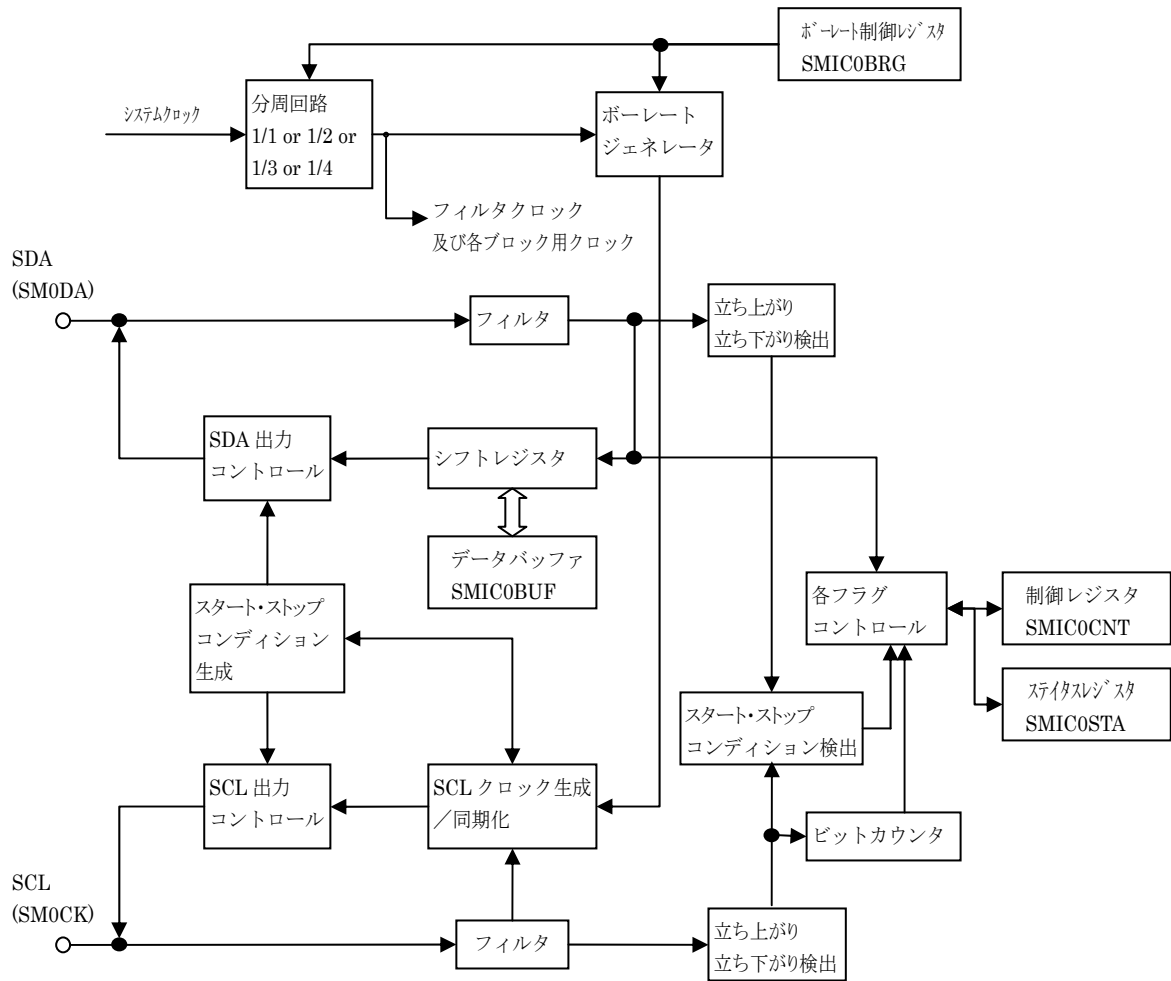 ボーレート制御レジスタ
SMIC0BRG
システムクロック
分周回路
1/1 or 1/2 or
1/3 or 1/4
ボーレート
ジェネレータ
フィルタクロック
及び各ブロック用クロック
SDA
(SM0DA)
フィルタ
立ち上がり
立ち下がり検出
SDA 出力
コントロール
シフトレジスタ
データバッファ
SMIC0BUF
スタート・ストップ
コンディション
生成
各フラグ
コントロール
制御レジスタ
SMIC0CNT
ステイタスレジスタ
SMIC0STA
スタート・ストップ
コンディション検出
SCL 出力
コントロール
SCL クロック生成
/同期化
ビットカウンタ
SCL
(SM0CK)
フィルタ
立ち上がり
立ち下がり検出